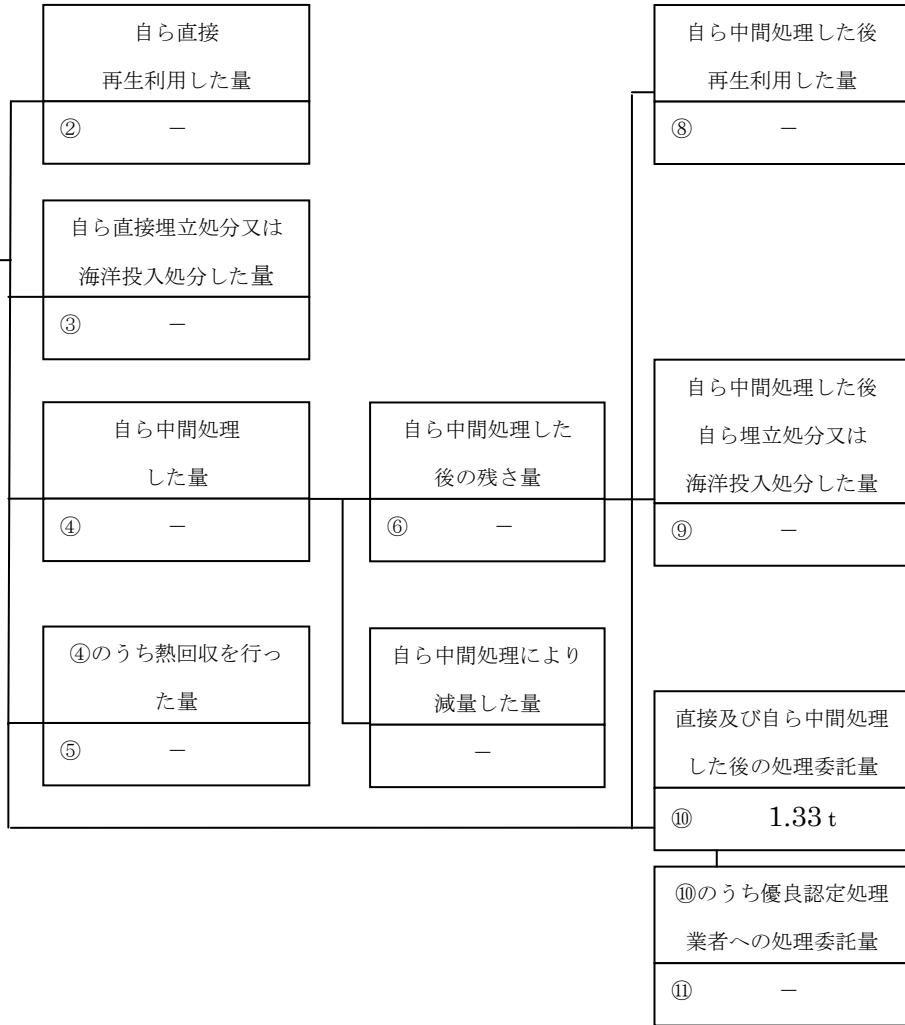 自ら直接
再生利用した量
② －
自ら直接埋立処分又は
海洋投入処分した量
③ －
自ら中間処理
した量
④ －
④のうち熱回収を行っ
た量
⑤ －
自ら中間処理した
後の残さ量
⑥ －
自ら中間処理により
減量した量
－
自ら中間処理した後
再生利用した量
⑧ －
自ら中間処理した後
自ら埋立処分又は
海洋投入処分した量
⑨ －
直接及び自ら中間処理
した後の処理委託量
⑩ 1.33 t
⑩のうち優良認定処理
業者への処理委託量
⑪ －